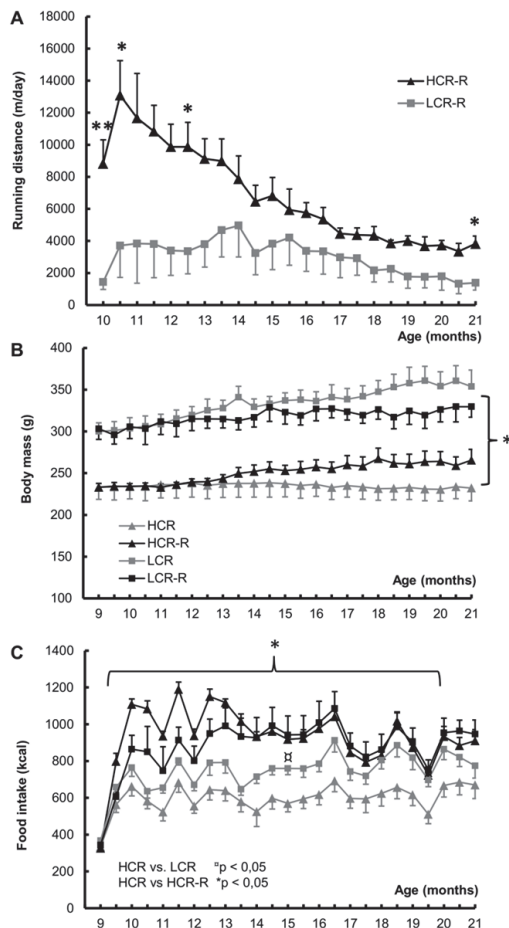 A
18000
16000
14000
12000
10000
8000
6000
4000
2000
0
Running distance (m/day)
**
*
*
*
HCR-R
LCR-R
10 11 12 13 14 15 16 17 18 19 20 21
Age (months)
B
400
350
300
250
200
150
100
Body mass (g)
*
HCR
HCR-R
LCR
LCR-R
Age (months)
9 10 11 12 13 14 15 16 17 18 19 20 21
C
1400
1200
1000
800
600
400
200
0
Food intake (kcal)
*
¤
HCR vs. LCR ¤p < 0,05
HCR vs HCR-R *p < 0,05
Age (months)
9 10 11 12 13 14 15 16 17 18 19 20 21